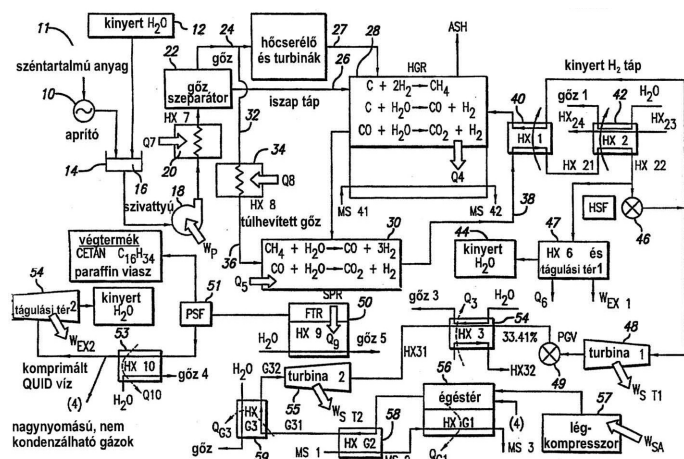 11
kinyert H₂O
12
széntartalmú anyag
10
aprító
14
16
szivattyú
18
W_P
22
gőz
szeparátor
24
gőz
HX 7
Q7
20
hőcserélő
és turbinák
27
28
26
iszap táp
32
34
Q8
HX 8
túlhevített gőz
36
HGR
ASH
C + 2H₂ → CH₄
C + H₂O → CO + H₂
CO + H₂O → CO₂ + H₂
Q4
MS 41
MS 42
30
CH₄ + H₂O → CO + 3H₂
CO + H₂O → CO₂ + H₂
Q5
SPR
38
kinyert H₂ táp
40
HX 1
gőz 1
42
H₂O
HX24
HX 2
HX23
HX 21
HX 22
HSF
46
44
kinyert
H₂O
47
HX 6 és
tágulási tér 1
Q6
W_EX 1
végtermék
CETÁN C₁₆H₃₄
paraffin viasz
54
tágulási tér 2
kinyert
H₂O
W_EX2
51
PSF
53
HX 10
gőz 4
H₂O
Q10
komprimált
QUID víz
(4)
nagynyomású, nem
kondenzálható gázok
FTR
50
HX 9
Q9
H₂O
gőz 5
gőz 3
Q3
H₂O
54
HX 3
HX31
HX32
33.41%
PGV
49
48
turbina 1
W_S T1
H₂O
G32
turbina 2
55
W_S T2
HX
G3
Q_G3
gőz
59
G31
58
HX G2
MS 1
56
égéstér
(4)
HX G1
Q_G1
MS 3
57
lég-
kompresszor
W_SA